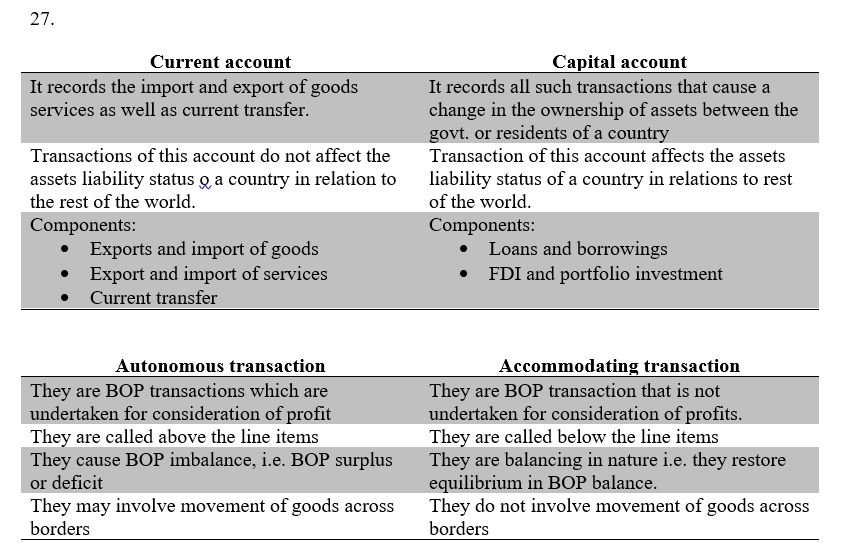 27.
Current account
Capital account
It records the import and export of goods
services as well as current transfer.
It records all such transactions that cause a
change in the ownership of assets between the
govt. or residents of a country
Transactions of this account do not affect the
assets liability status o a country in relation to
the rest of the world.
Transaction of this account affects the assets
liability status of a country in relations to rest
of the world.
Components:
• Exports and import of goods
• Export and import of services
• Current transfer
Components:
• Loans and borrowings
• FDI and portfolio investment
Autonomous transaction
Accommodating transaction
They are BOP transactions which are
undertaken for consideration of profit
They are BOP transaction that is not
undertaken for consideration of profits.
They are called above the line items
They are called below the line items
They cause BOP imbalance, i.e. BOP surplus
or deficit
They are balancing in nature i.e. they restore
equilibrium in BOP balance.
They may involve movement of goods across
borders
They do not involve movement of goods across
borders